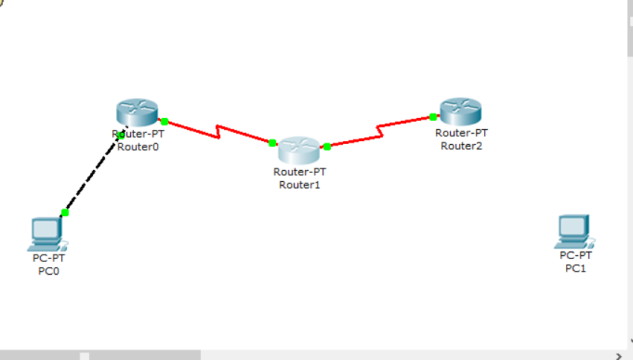 Router-PT
Router0
Router-PT
Router1
Router-PT
Router2
PC-PT
PC0
PC-PT
PC1